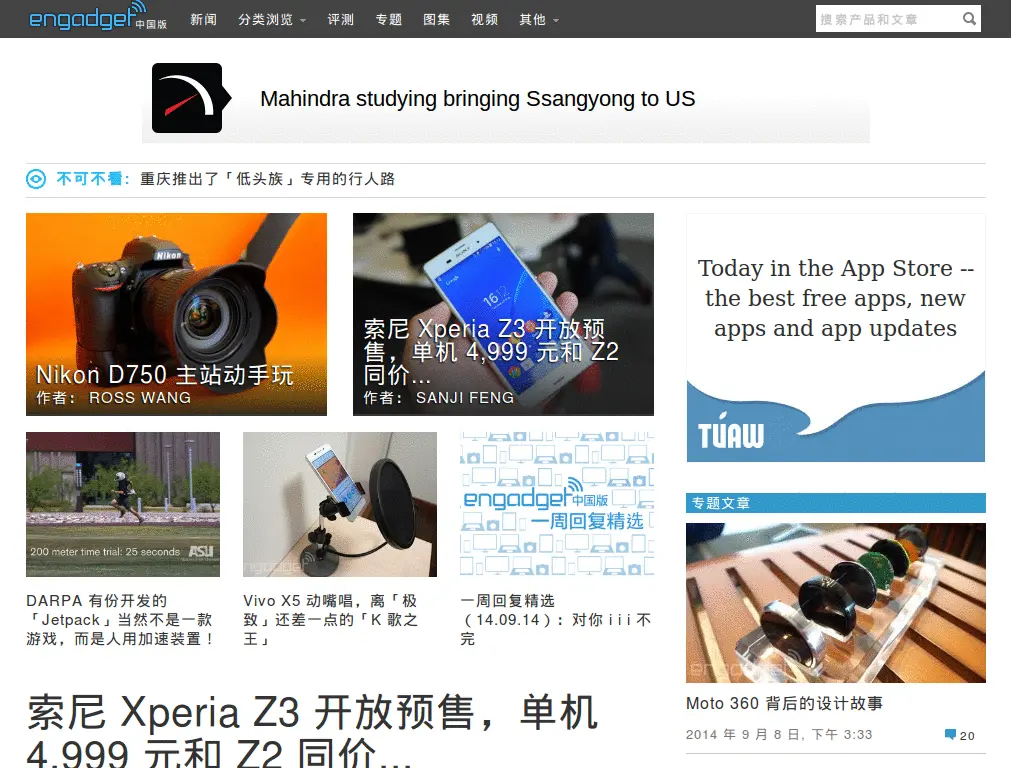 engadget 中国版
新闻 分类浏览 评测 专题 图集 视频 其他
搜索产品和文章
Mahindra studying bringing Ssangyong to US
不可不看： 重庆推出了「低头族」专用的行人路
Nikon
Nikon D750 主站动手玩
作者： ROSS WANG
SONY
16:12
索尼 Xperia Z3 开放预
售，单机 4,999 元和 Z2
同价...
作者： SANJI FENG
Today in the App Store --
the best free apps, new
apps and app updates
TUAW
200 meter time trial: 25 seconds ASU
engadget
engadget 中国版
一周回复精选
DARPA 有份开发的
「Jetpack」当然不是一款
游戏，而是人用加速装置！
Vivo X5 动嘴唱，离「极
致」还差一点的「K 歌之
王」
一周回复精选
（14.09.14）：对你 i i i 不
完
专题文章
engadget
Moto 360 背后的设计故事
2014 年 9 月 8 日, 下午 3:33
20
索尼 Xperia Z3 开放预售，单机
4,999 元和 Z2 同价...